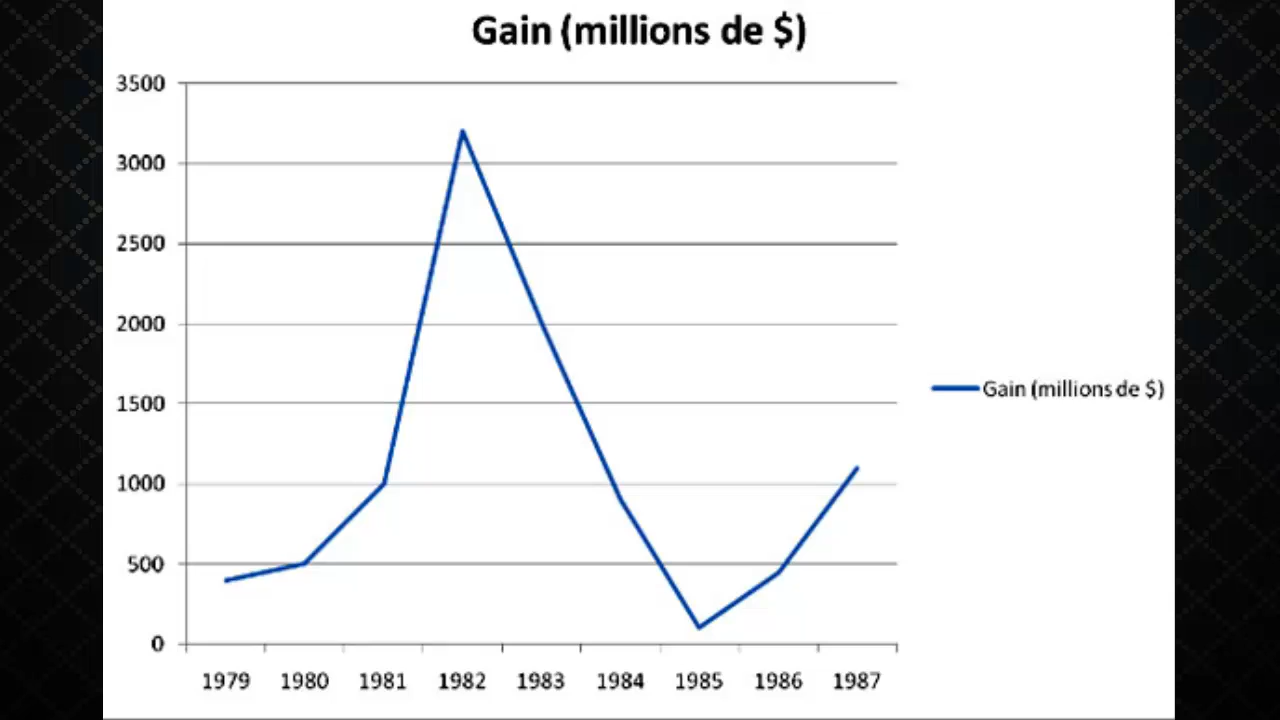 Gain (millions de $)
3500
3000
2500
2000
1500
1000
500
0
1979 1980 1981 1982 1983 1984 1985 1986 1987
Gain (millions de $)